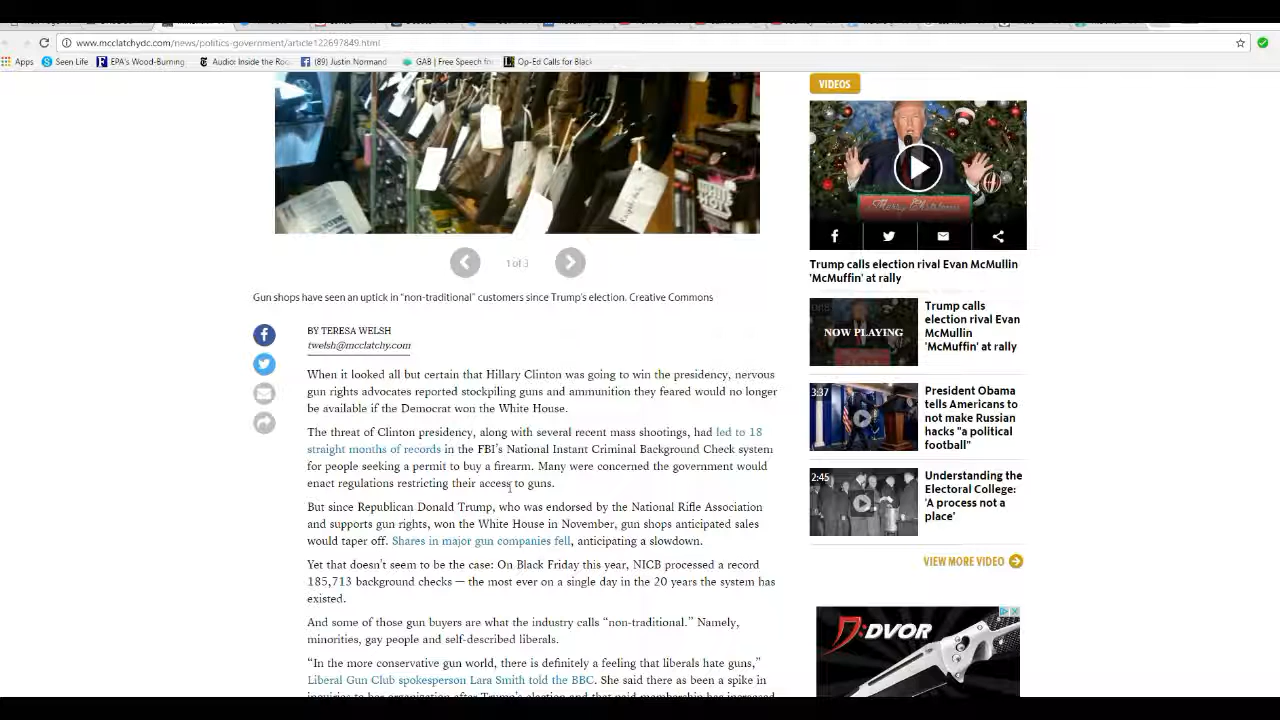 www.mcclatchydc.com/news/politics-government/article122697849.html
Apps
Seen Life
EPA's Wood-Burning
Audio: Inside the Roo
(89) Justin Normand
GAB | Free Speech for
Op-Ed Calls for Black
VIDEOS
Merry Christmas
1 of 3
Trump calls election rival Evan McMullin
'McMuffin' at rally
Gun shops have seen an uptick in "non-traditional" customers since Trump's election. Creative Commons
NOW PLAYING
Trump calls
election rival Evan
McMullin
'McMuffin' at rally
BY TERESA WELSH
twelsh@mcclatchy.com
When it looked all but certain that Hillary Clinton was going to win the presidency, nervous
gun rights advocates reported stockpiling guns and ammunition they feared would no longer
be available if the Democrat won the White House.
3:37
President Obama
tells Americans to
not make Russian
hacks "a political
football"
The threat of Clinton presidency, along with several recent mass shootings, had led to 18
straight months of records in the FBI's National Instant Criminal Background Check system
for people seeking a permit to buy a firearm. Many were concerned the government would
enact regulations restricting their access to guns.
2:45
Understanding the
Electoral College:
'A process not a
place'
But since Republican Donald Trump, who was endorsed by the National Rifle Association
and supports gun rights, won the White House in November, gun shops anticipated sales
would taper off. Shares in major gun companies fell, anticipating a slowdown.
VIEW MORE VIDEO
Yet that doesn't seem to be the case: On Black Friday this year, NICB processed a record
185,713 background checks — the most ever on a single day in the 20 years the system has
existed.
And some of those gun buyers are what the industry calls "non-traditional." Namely,
minorities, gay people and self-described liberals.
DVOR
"In the more conservative gun world, there is definitely a feeling that liberals hate guns,"
Liberal Gun Club spokesperson Lara Smith told the BBC. She said there as been a spike in
inquiries to her organization after Trump's election and that paid membership has increased